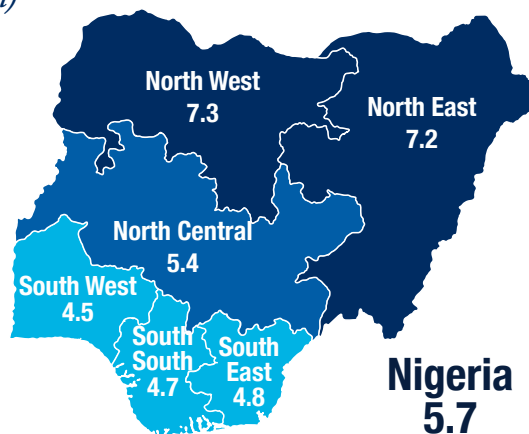 North West
7.3
North East
7.2
North Central
5.4
South West
4.5
South
South
4.7
South
East
4.8
Nigeria
5.7